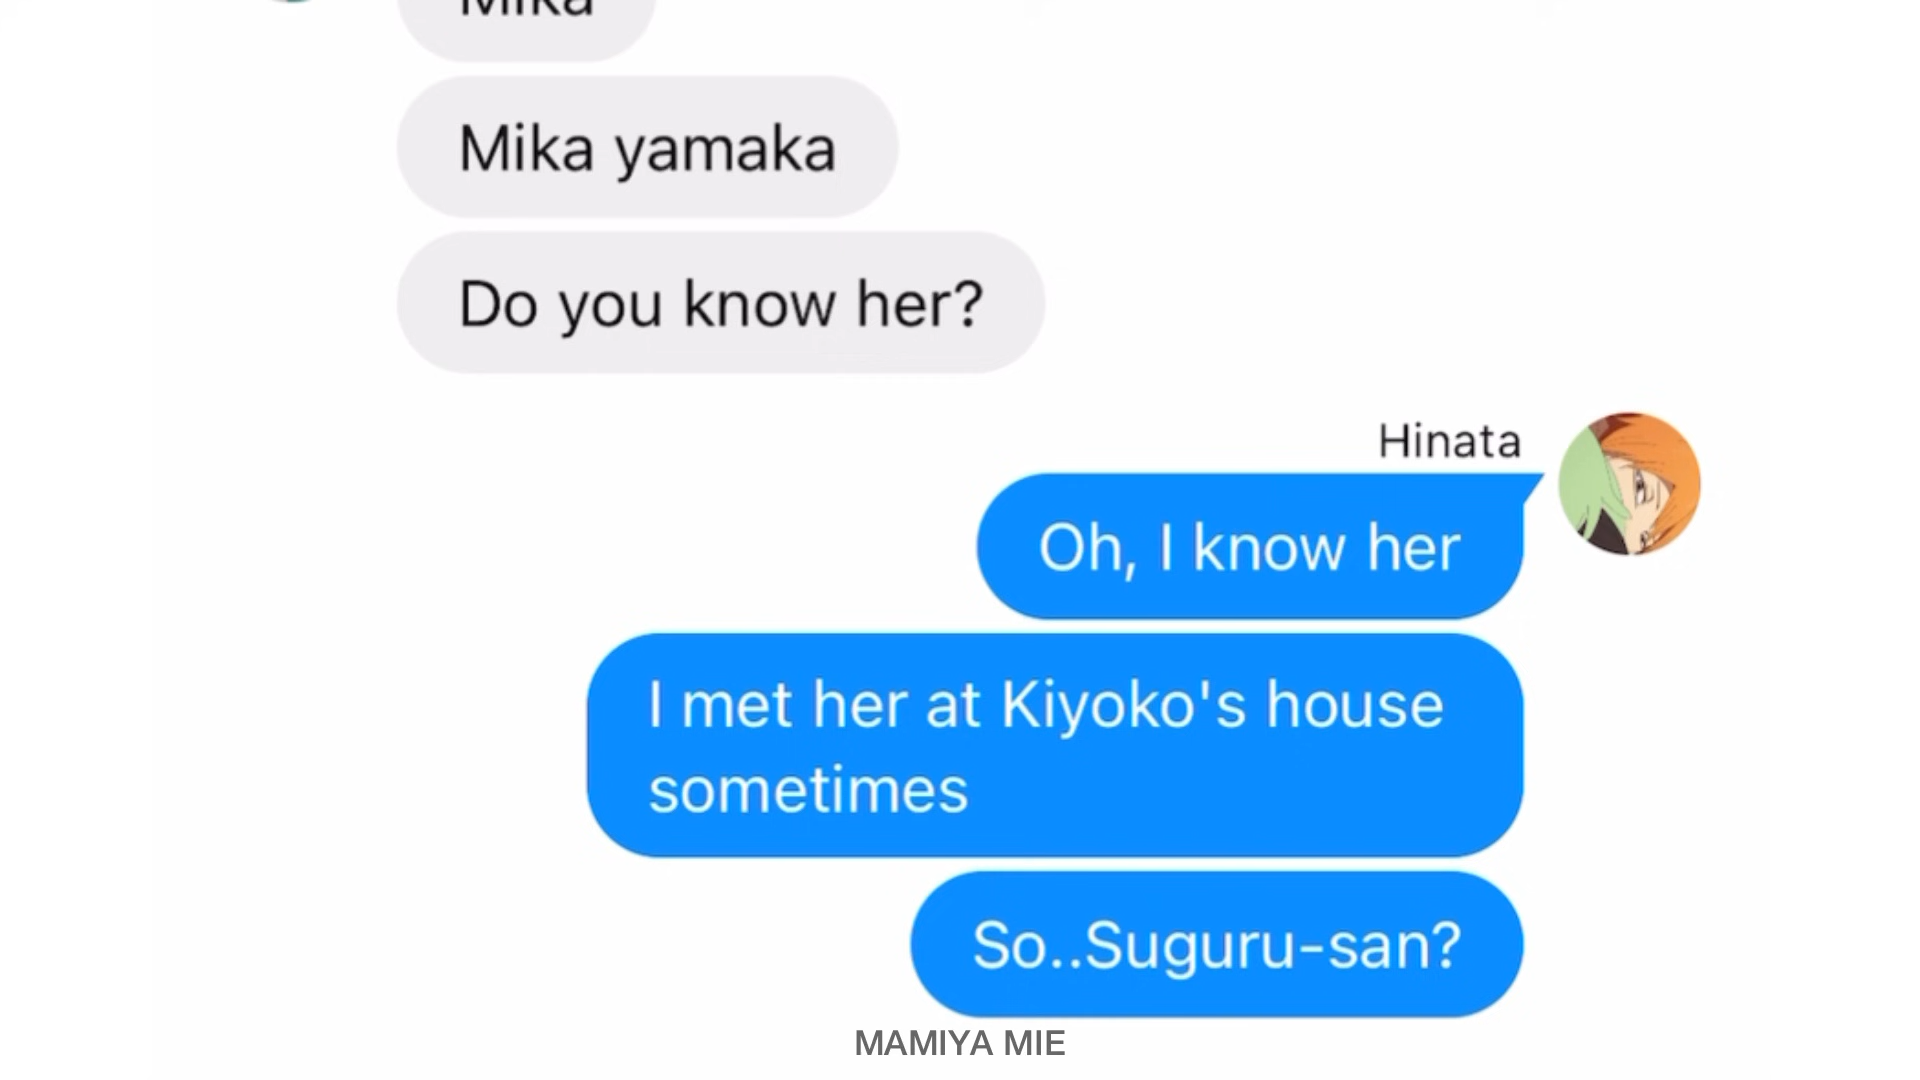 Mika
Mika yamaka
Do you know her?
Hinata
Oh, I know her
I met her at Kiyoko's house
sometimes
So..Suguru-san?
MAMIYA MIE